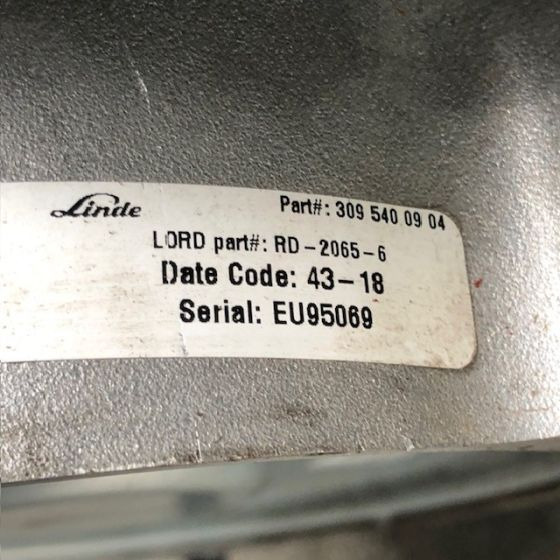 Linde
Part#: 309 540 09 04
LORD part#: RD-2065-6
Date Code: 43-18
Serial: EU95069